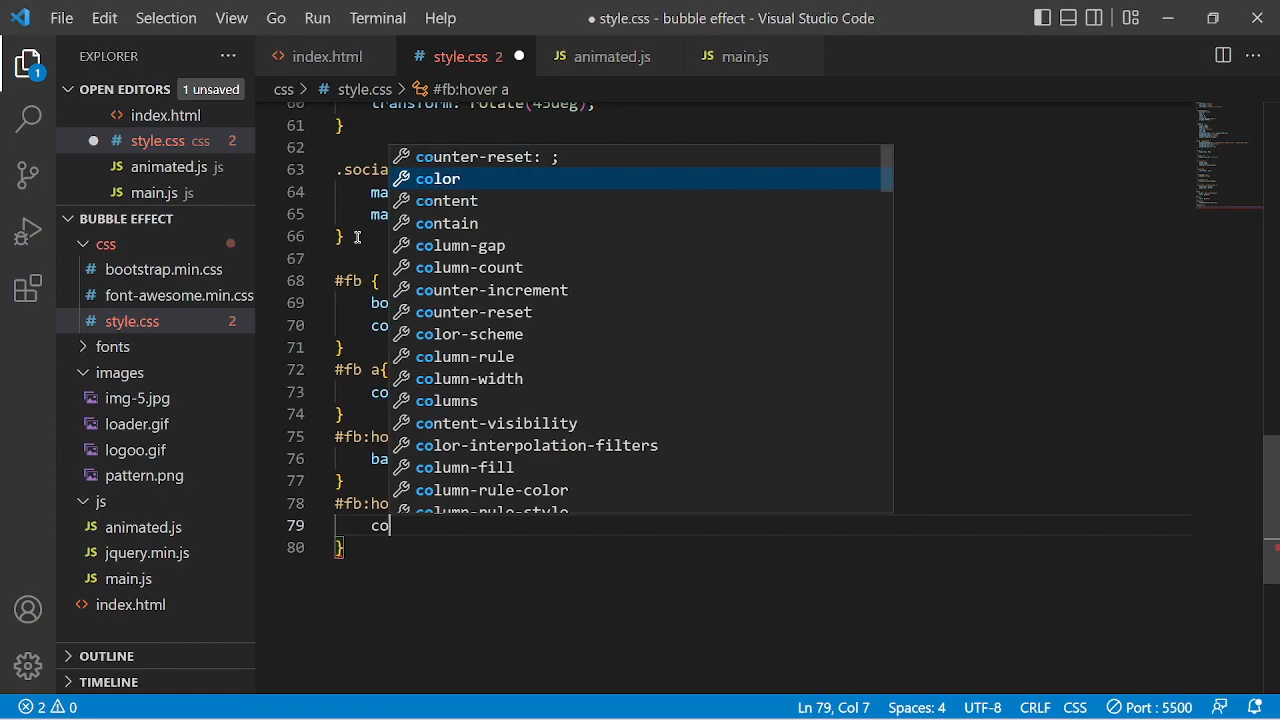 File Edit Selection View Go Run Terminal Help
● style.css - bubble effect - Visual Studio Code
EXPLORER
index.html
style.css 2
JS animated.js
JS main.js
OPEN EDITORS 1 unsaved
index.html
style.css css 2
JS animated.js js
JS main.js js
BUBBLE EFFECT
css
bootstrap.min.css
font-awesome.min.css
style.css 2
fonts
images
img-5.jpg
loader.gif
logoo.gif
pattern.png
js
JS animated.js
JS jquery.min.js
JS main.js
index.html
OUTLINE
TIMELINE
1
css > # style.css > #fb:hover a
60 transform: rotate(45deg);
61 }
62
63 .socia
64 ma
65 ma
66 }
67
68 #fb {
69 bo
70 co
71 }
72 #fb a{
73 co
74 }
75 #fb:ho
76 ba
77 }
78 #fb:ho
79 co
80 }
counter-reset: ;
color
content
contain
column-gap
column-count
counter-increment
counter-reset
color-scheme
column-rule
column-width
columns
content-visibility
color-interpolation-filters
column-fill
column-rule-color
column-rule-style
2 0
Ln 79, Col 7 Spaces: 4 UTF-8 CRLF CSS Port : 5500